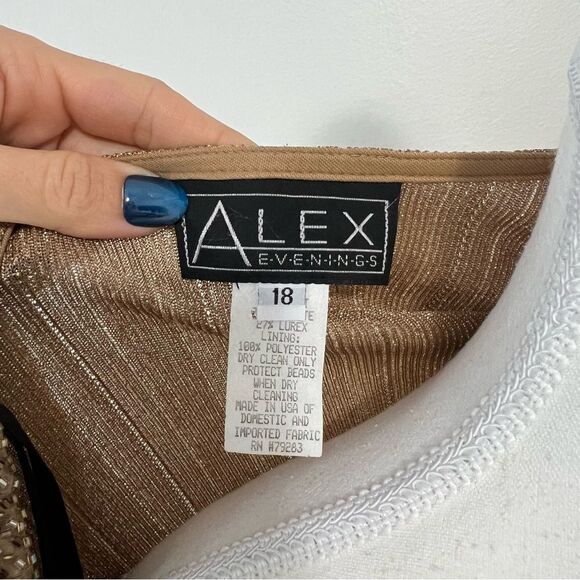 ALEX
E-V-E-N-I-N-G-S
18
27% LUREX
LINING:
100% POLYESTER
DRY CLEAN ONLY
PROTECT BEADS
WHEN DRY
CLEANING
MADE IN USA OF
DOMESTIC AND
IMPORTED FABRIC
RN #79283